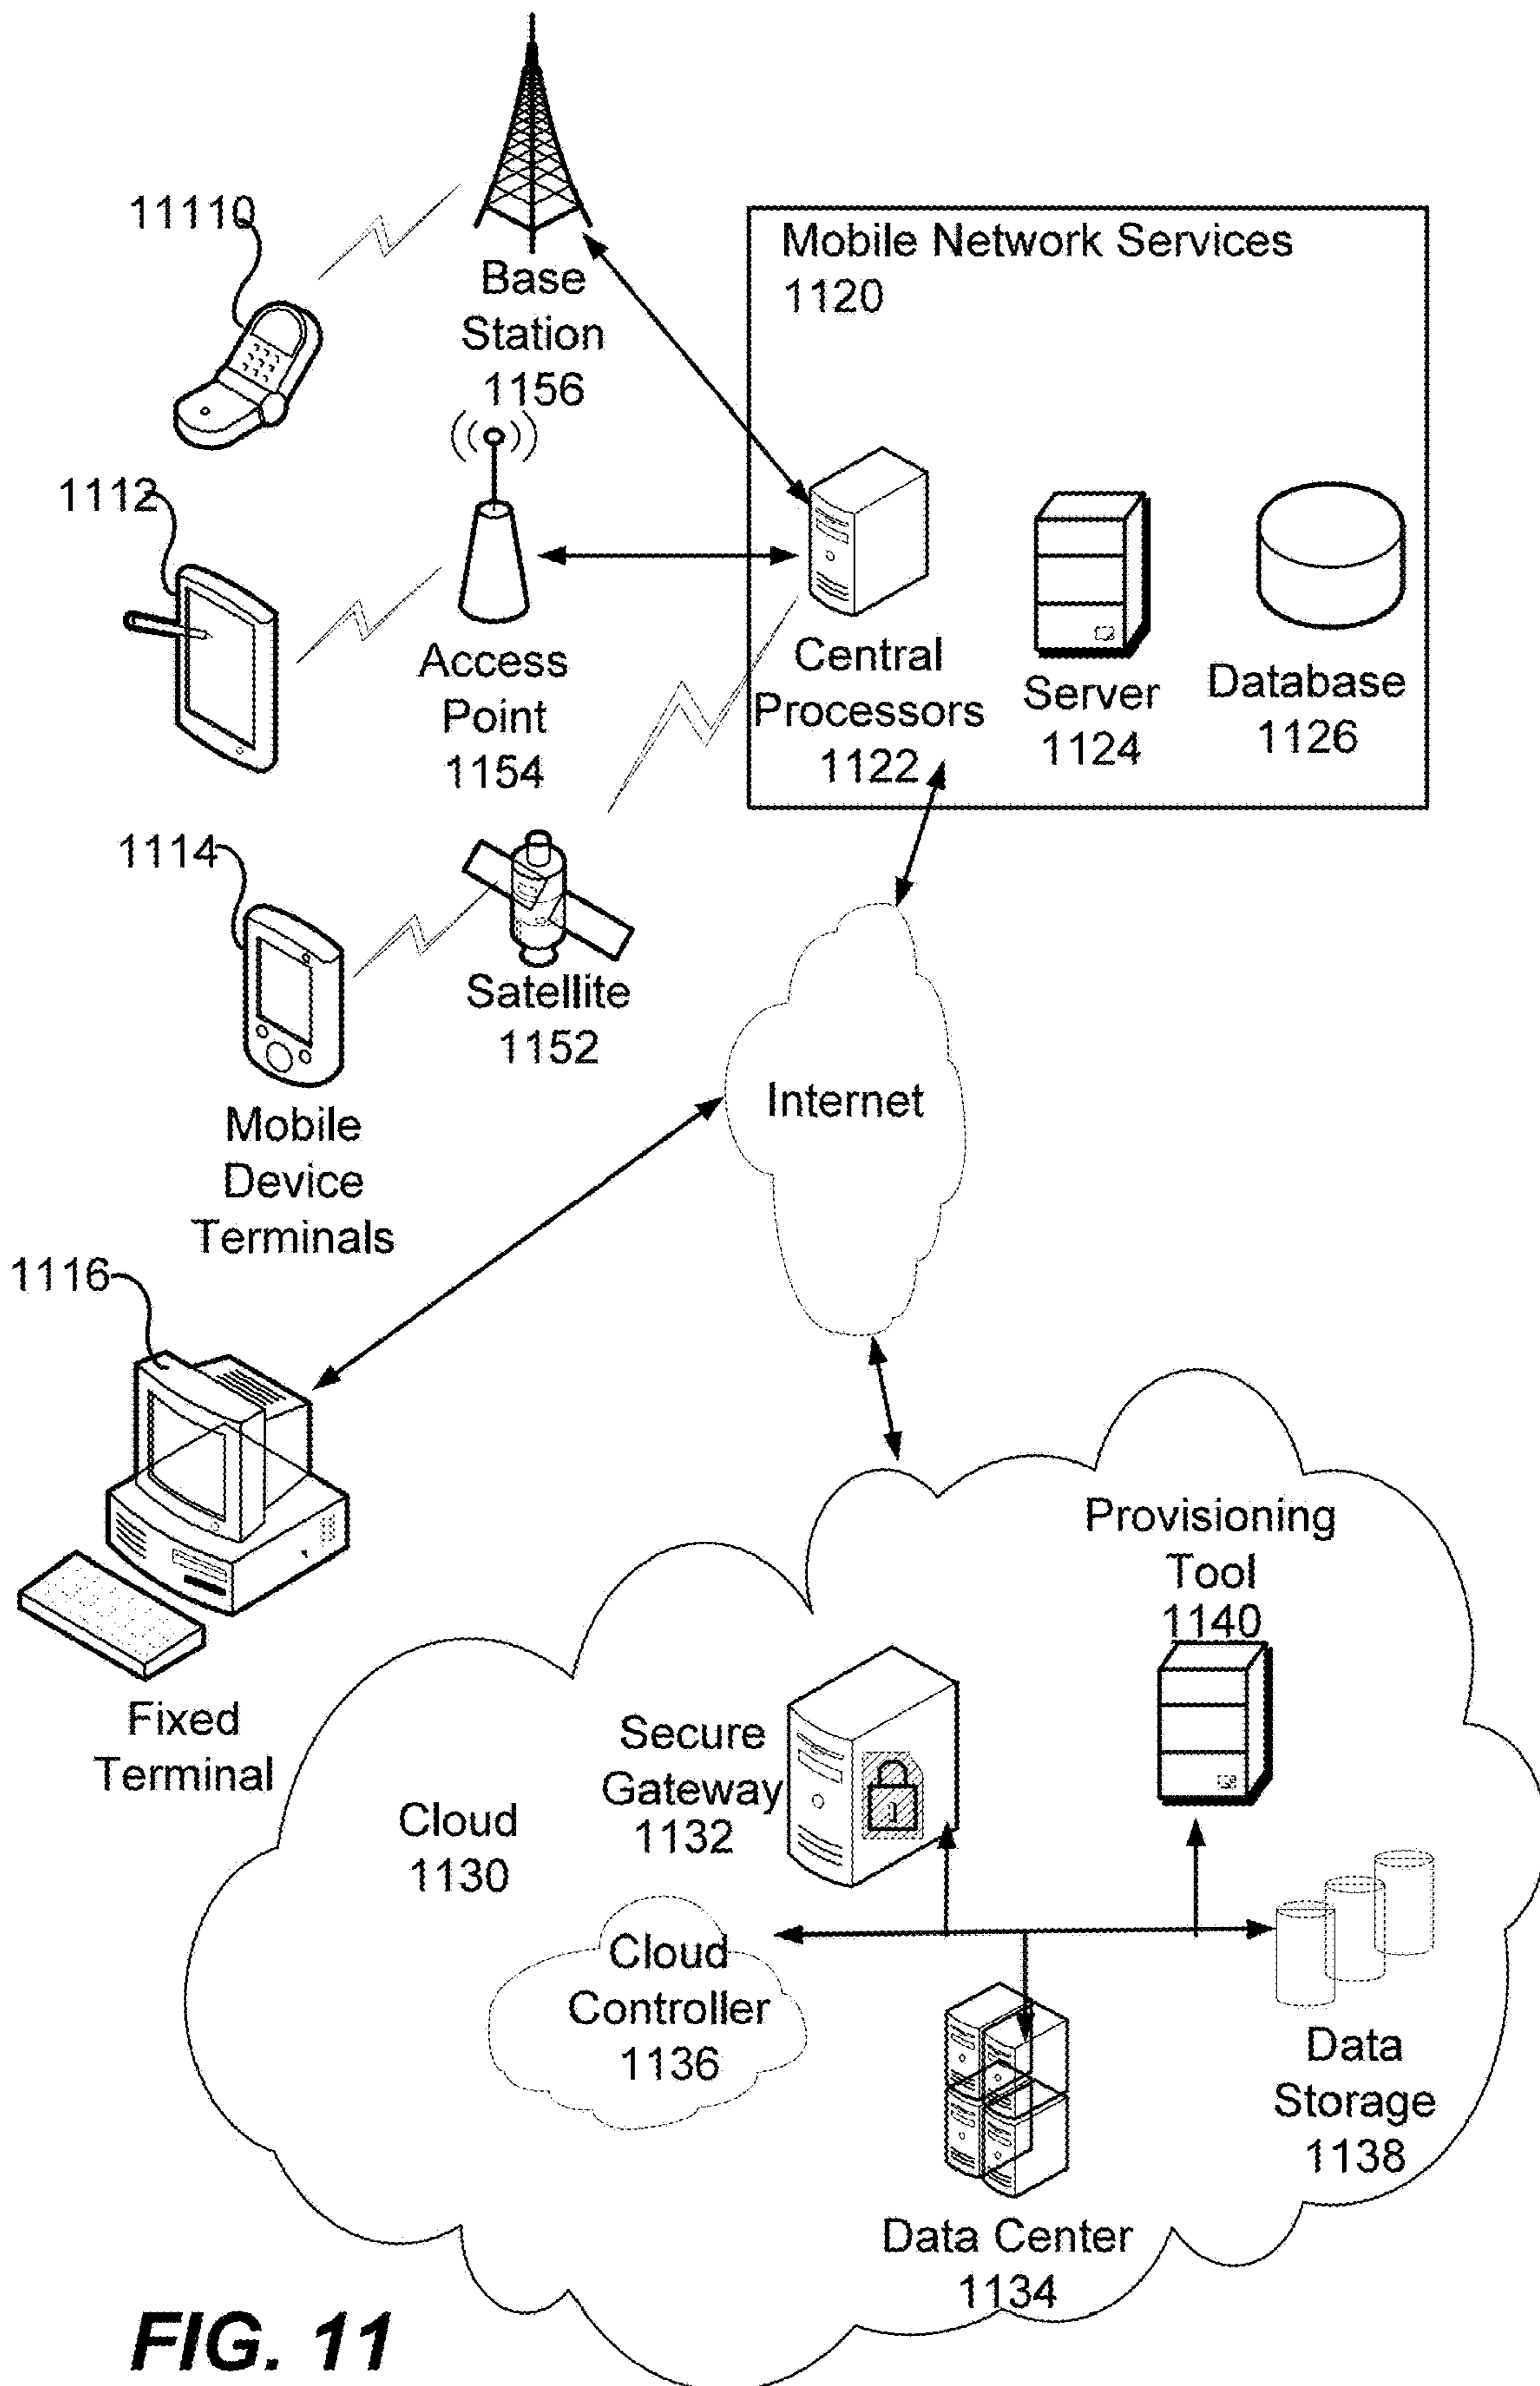 11110
Base
Station
1156
Mobile Network Services
1120
1112
Access
Point
1154
Central
Processors
1122
Server
1124
Database
1126
1114
Satellite
1152
Mobile
Device
Terminals
Internet
1116
Fixed
Terminal
Provisioning
Tool
1140
Secure
Gateway
1132
Cloud
1130
Cloud
Controller
1136
Data
Storage
1138
Data Center
1134
FIG. 11